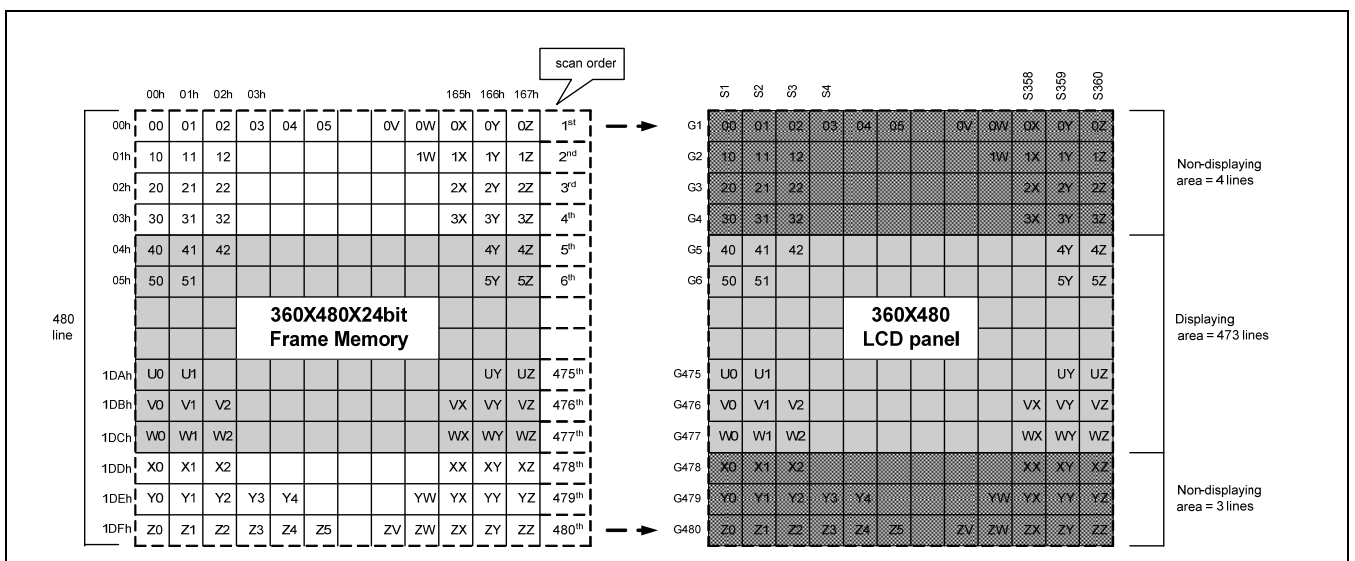 scan order
00h 01h 02h 03h 165h 166h 167h
S1 S2 S3 S4 S358 S359 S360
00h 00 01 02 03 04 05 0V 0W 0X 0Y 0Z 1st G1 00 01 02 03 04 05 0V 0W 0X 0Y 0Z
01h 10 11 12 1W 1X 1Y 1Z 2nd G2 10 11 12 1W 1X 1Y 1Z
Non-displaying
area = 4 lines
02h 20 21 22 2X 2Y 2Z 3rd G3 20 21 22 2X 2Y 2Z
03h 30 31 32 3X 3Y 3Z 4th G4 30 31 32 3X 3Y 3Z
04h 40 41 42 4Y 4Z 5th G5 40 41 42 4Y 4Z
05h 50 51 5Y 5Z 6th G6 50 51 5Y 5Z
480
line
360X480X24bit
Frame Memory
360X480
LCD panel
Displaying
area = 473 lines
1DAh U0 U1 UY UZ 475th G475 U0 U1 UY UZ
1DBh V0 V1 V2 VX VY VZ 476th G476 V0 V1 V2 VX VY VZ
1DCh W0 W1 W2 WX WY WZ 477th G477 W0 W1 W2 WX WY WZ
1DDh X0 X1 X2 XX XY XZ 478th G478 X0 X1 X2 XX XY XZ
1DEh Y0 Y1 Y2 Y3 Y4 YW YX YY YZ 479th G479 Y0 Y1 Y2 Y3 Y4 YW YX YY YZ
Non-displaying
area = 3 lines
1DFh Z0 Z1 Z2 Z3 Z4 Z5 ZV ZW ZX ZY ZZ 480th G480 Z0 Z1 Z2 Z3 Z4 Z5 ZV ZW ZX ZY ZZ